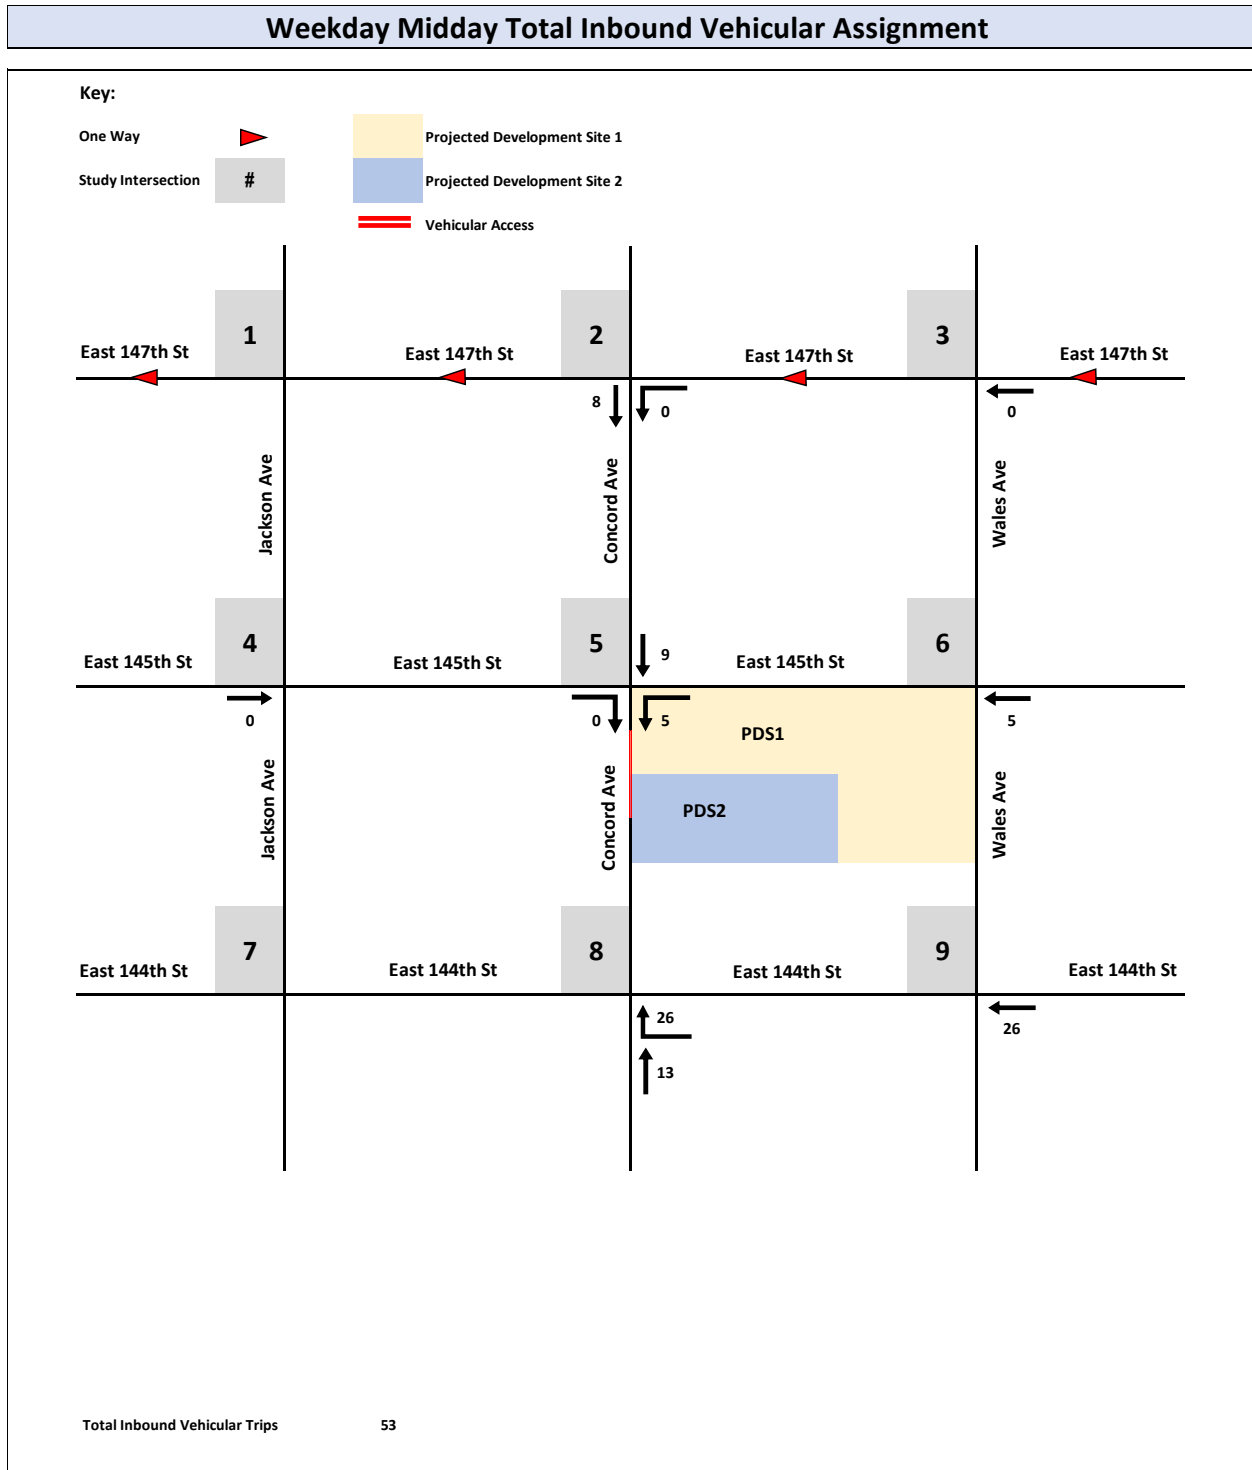 Weekday Midday Total Inbound Vehicular Assignment
Key:
One Way
Projected Development Site 1
Study Intersection
#
Projected Development Site 2
Vehicular Access
1
2
3
East 147th St
East 147th St
East 147th St
East 147th St
8
0
0
Jackson Ave
Concord Ave
Wales Ave
4
5
6
East 145th St
East 145th St
9
East 145th St
0
0
5
5
PDS1
Jackson Ave
Concord Ave
PDS2
Wales Ave
7
8
9
East 144th St
East 144th St
East 144th St
East 144th St
26
26
13
Total Inbound Vehicular Trips
53